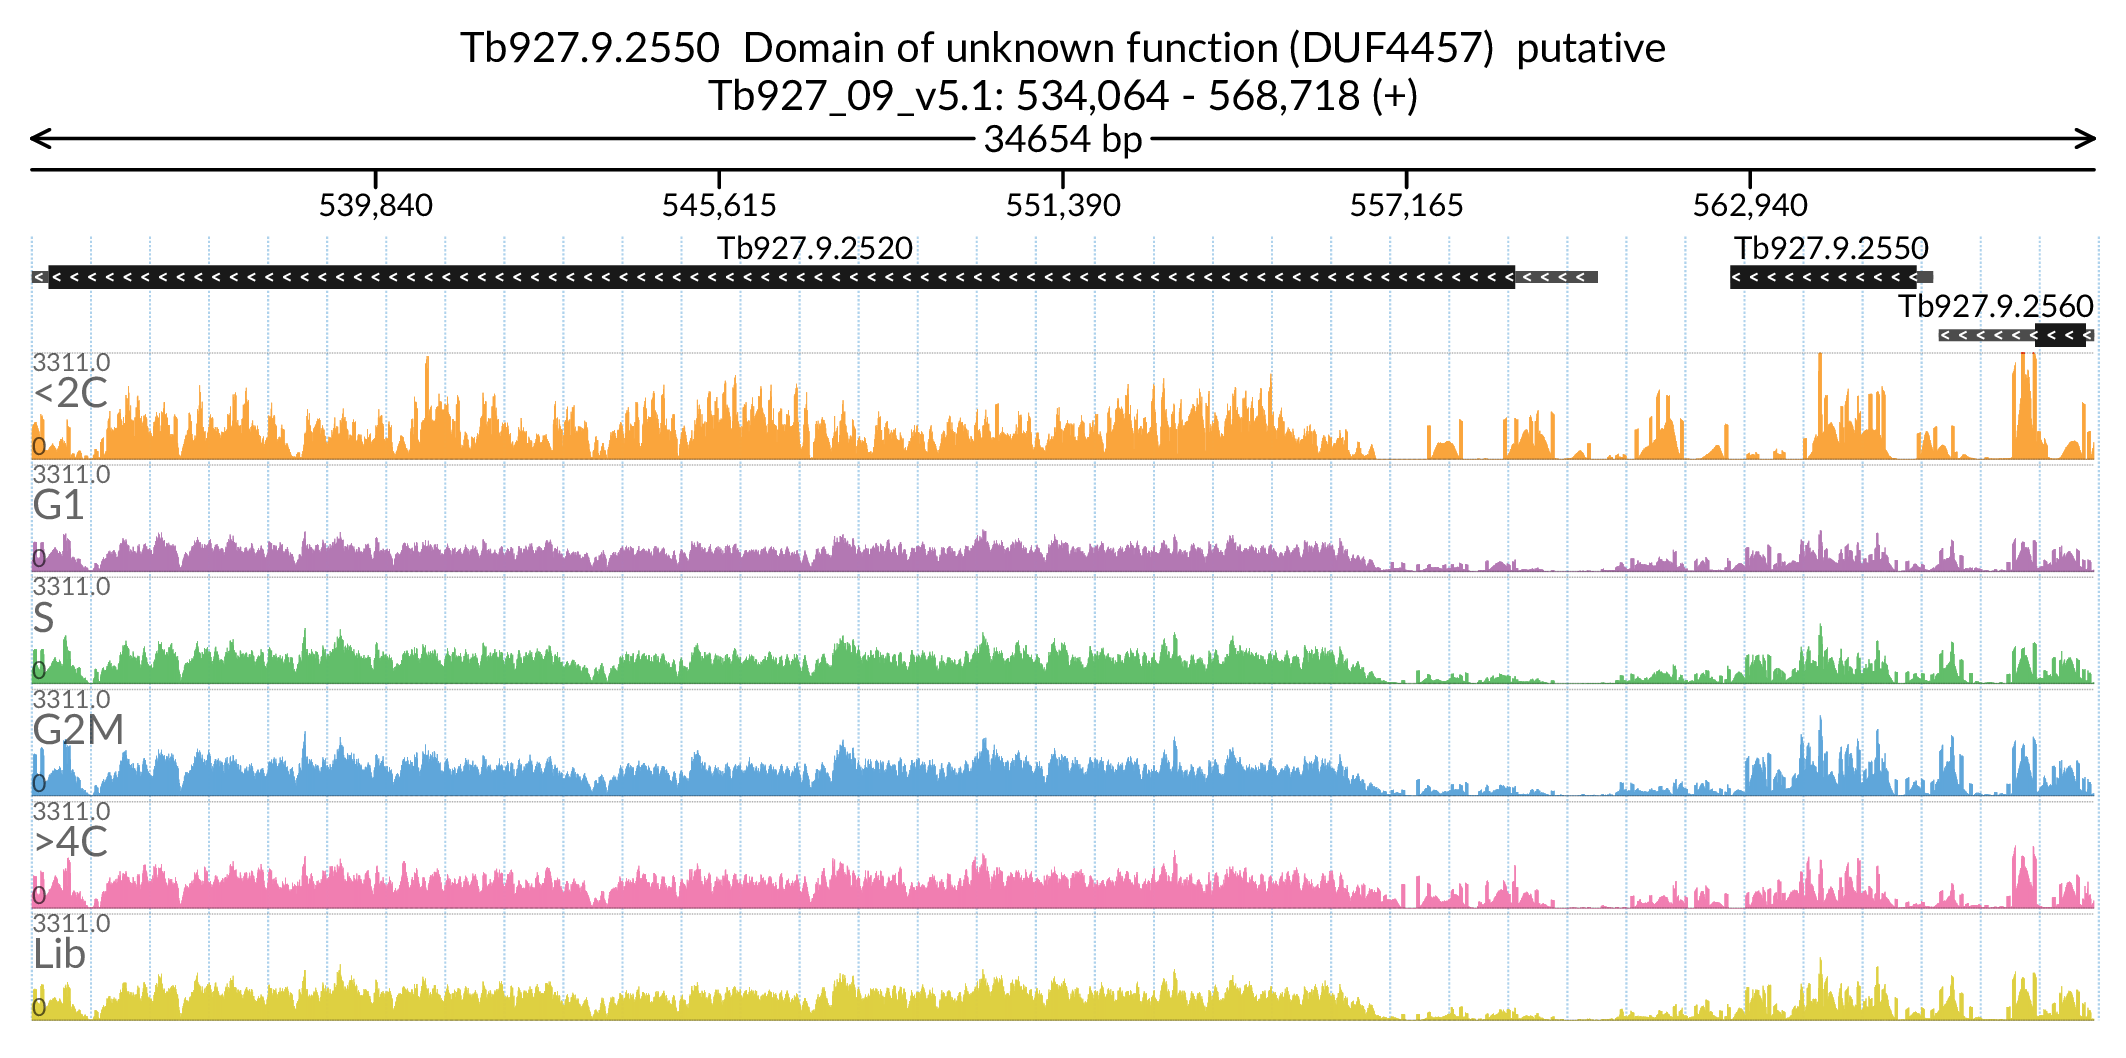 Tb927.9.2550  Domain of unknown function (DUF4457)  putative
Tb927_09_v5.1: 534,064 - 568,718 (+)
34654 bp
539,840 545,615 551,390 557,165 562,940
Tb927.9.2520 Tb927.9.2550
Tb927.9.2560
3311.0
<2C
0
3311.0
G1
0
3311.0
S
0
3311.0
G2M
0
3311.0
>4C
0
3311.0
Lib
0